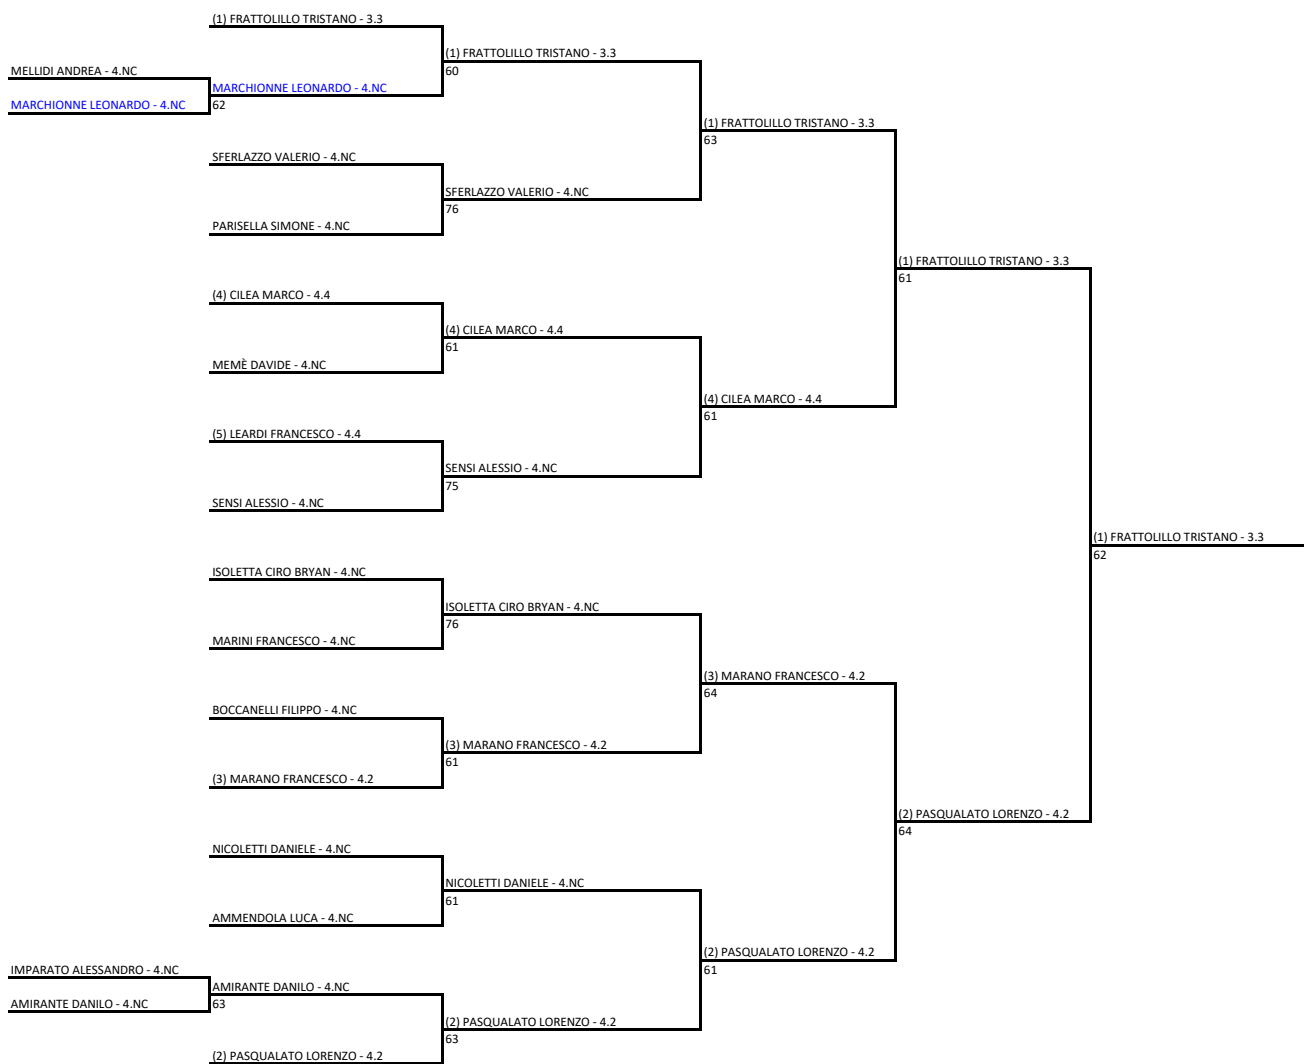 (1) FRATTOLILLO TRISTANO - 3.3
(1) FRATTOLILLO TRISTANO - 3.3
60
MELLIDI ANDREA - 4.NC
MARCHIONNE LEONARDO - 4.NC
MARCHIONNE LEONARDO - 4.NC
62
(1) FRATTOLILLO TRISTANO - 3.3
63
SFERLAZZO VALERIO - 4.NC
SFERLAZZO VALERIO - 4.NC
76
PARISELLA SIMONE - 4.NC
(1) FRATTOLILLO TRISTANO - 3.3
61
(4) CILEA MARCO - 4.4
(4) CILEA MARCO - 4.4
61
MEMÈ DAVIDE - 4.NC
(4) CILEA MARCO - 4.4
61
(5) LEARDI FRANCESCO - 4.4
SENSI ALESSIO - 4.NC
75
SENSI ALESSIO - 4.NC
(1) FRATTOLILLO TRISTANO - 3.3
62
ISOLETTA CIRO BRYAN - 4.NC
ISOLETTA CIRO BRYAN - 4.NC
76
MARINI FRANCESCO - 4.NC
(3) MARANO FRANCESCO - 4.2
64
BOCCANELLI FILIPPO - 4.NC
(3) MARANO FRANCESCO - 4.2
61
(3) MARANO FRANCESCO - 4.2
(2) PASQUALATO LORENZO - 4.2
64
NICOLETTI DANIELE - 4.NC
NICOLETTI DANIELE - 4.NC
61
AMMENDOLA LUCA - 4.NC
(2) PASQUALATO LORENZO - 4.2
61
IMPARATO ALESSANDRO - 4.NC
AMIRANTE DANILO - 4.NC
AMIRANTE DANILO - 4.NC
63
(2) PASQUALATO LORENZO - 4.2
63
(2) PASQUALATO LORENZO - 4.2